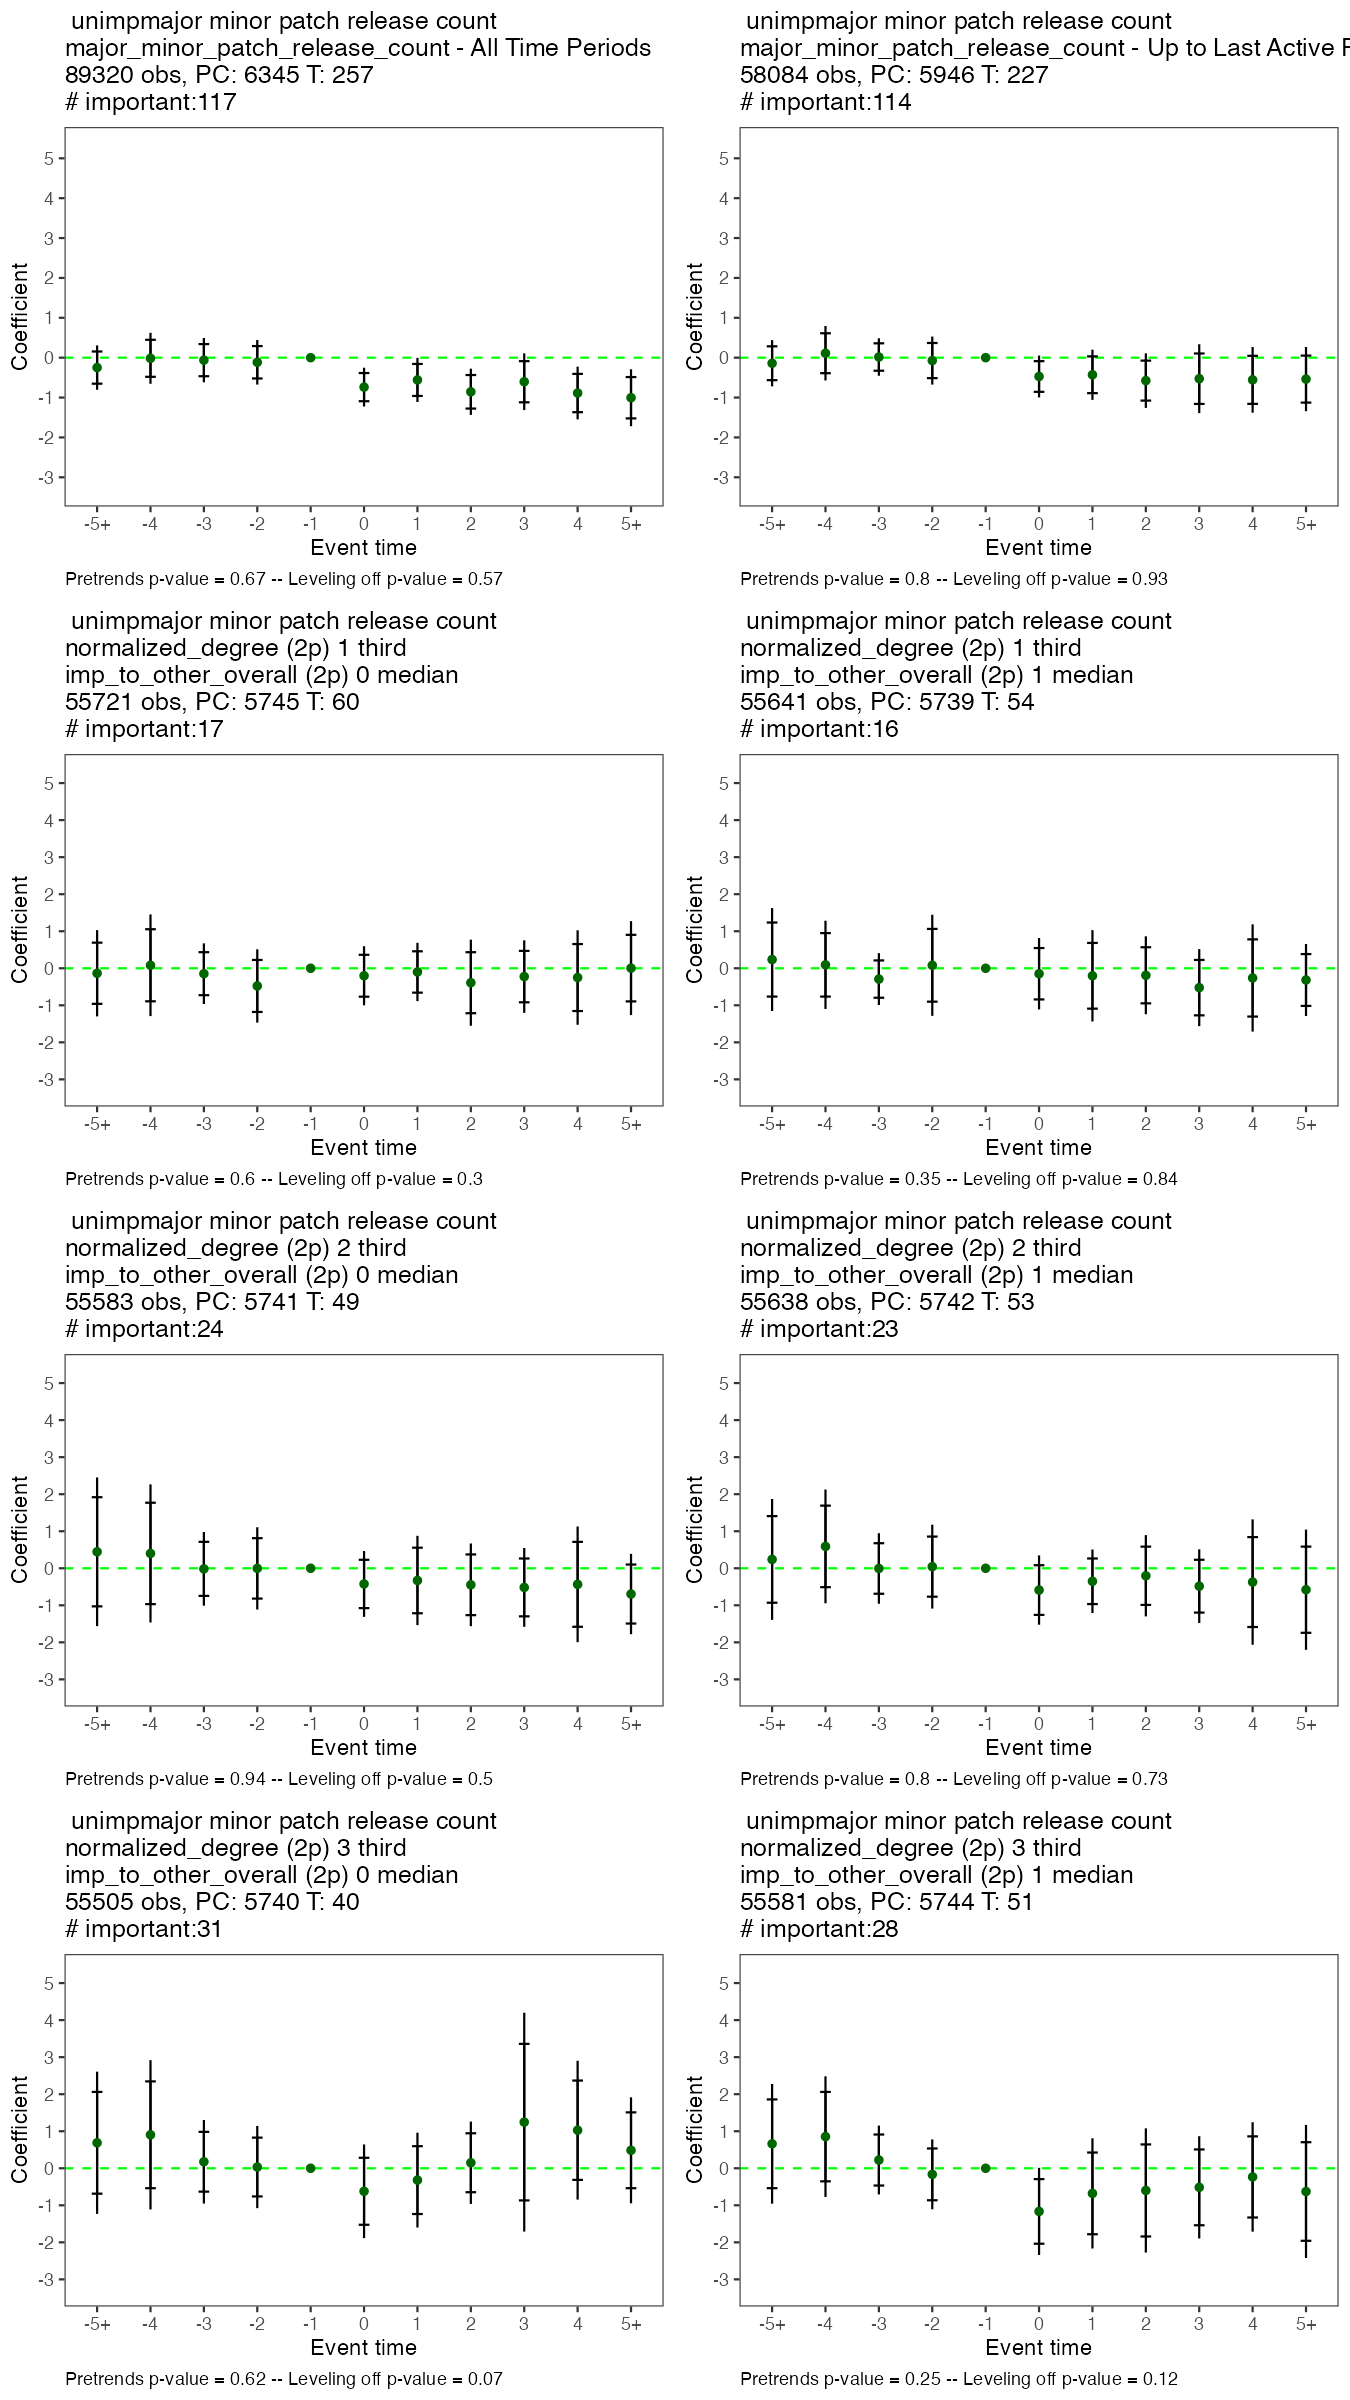 unimpmajor minor patch release count
major_minor_patch_release_count - All Time Periods
89320 obs, PC: 6345 T: 257
# important:117
5
4
3
2
1
0
-1
-2
-3
Coefficient
-5+ -4 -3 -2 -1 0 1 2 3 4 5+
Event time
Pretrends p-value = 0.67 -- Leveling off p-value = 0.57
unimpmajor minor patch release count
major_minor_patch_release_count - Up to Last Active
58084 obs, PC: 5946 T: 227
# important:114
5
4
3
2
1
0
-1
-2
-3
Coefficient
-5+ -4 -3 -2 -1 0 1 2 3 4 5+
Event time
Pretrends p-value = 0.8 -- Leveling off p-value = 0.93
unimpmajor minor patch release count
normalized_degree (2p) 1 third
imp_to_other_overall (2p) 0 median
55721 obs, PC: 5745 T: 60
# important:17
5
4
3
2
1
0
-1
-2
-3
Coefficient
-5+ -4 -3 -2 -1 0 1 2 3 4 5+
Event time
Pretrends p-value = 0.6 -- Leveling off p-value = 0.3
unimpmajor minor patch release count
normalized_degree (2p) 1 third
imp_to_other_overall (2p) 1 median
55641 obs, PC: 5739 T: 54
# important:16
5
4
3
2
1
0
-1
-2
-3
Coefficient
-5+ -4 -3 -2 -1 0 1 2 3 4 5+
Event time
Pretrends p-value = 0.35 -- Leveling off p-value = 0.84
unimpmajor minor patch release count
normalized_degree (2p) 2 third
imp_to_other_overall (2p) 0 median
55583 obs, PC: 5741 T: 49
# important:24
5
4
3
2
1
0
-1
-2
-3
Coefficient
-5+ -4 -3 -2 -1 0 1 2 3 4 5+
Event time
Pretrends p-value = 0.94 -- Leveling off p-value = 0.5
unimpmajor minor patch release count
normalized_degree (2p) 2 third
imp_to_other_overall (2p) 1 median
55638 obs, PC: 5742 T: 53
# important:23
5
4
3
2
1
0
-1
-2
-3
Coefficient
-5+ -4 -3 -2 -1 0 1 2 3 4 5+
Event time
Pretrends p-value = 0.8 -- Leveling off p-value = 0.73
unimpmajor minor patch release count
normalized_degree (2p) 3 third
imp_to_other_overall (2p) 0 median
55505 obs, PC: 5740 T: 40
# important:31
5
4
3
2
1
0
-1
-2
-3
Coefficient
-5+ -4 -3 -2 -1 0 1 2 3 4 5+
Event time
Pretrends p-value = 0.62 -- Leveling off p-value = 0.07
unimpmajor minor patch release count
normalized_degree (2p) 3 third
imp_to_other_overall (2p) 1 median
55581 obs, PC: 5744 T: 51
# important:28
5
4
3
2
1
0
-1
-2
-3
Coefficient
-5+ -4 -3 -2 -1 0 1 2 3 4 5+
Event time
Pretrends p-value = 0.25 -- Leveling off p-value = 0.12